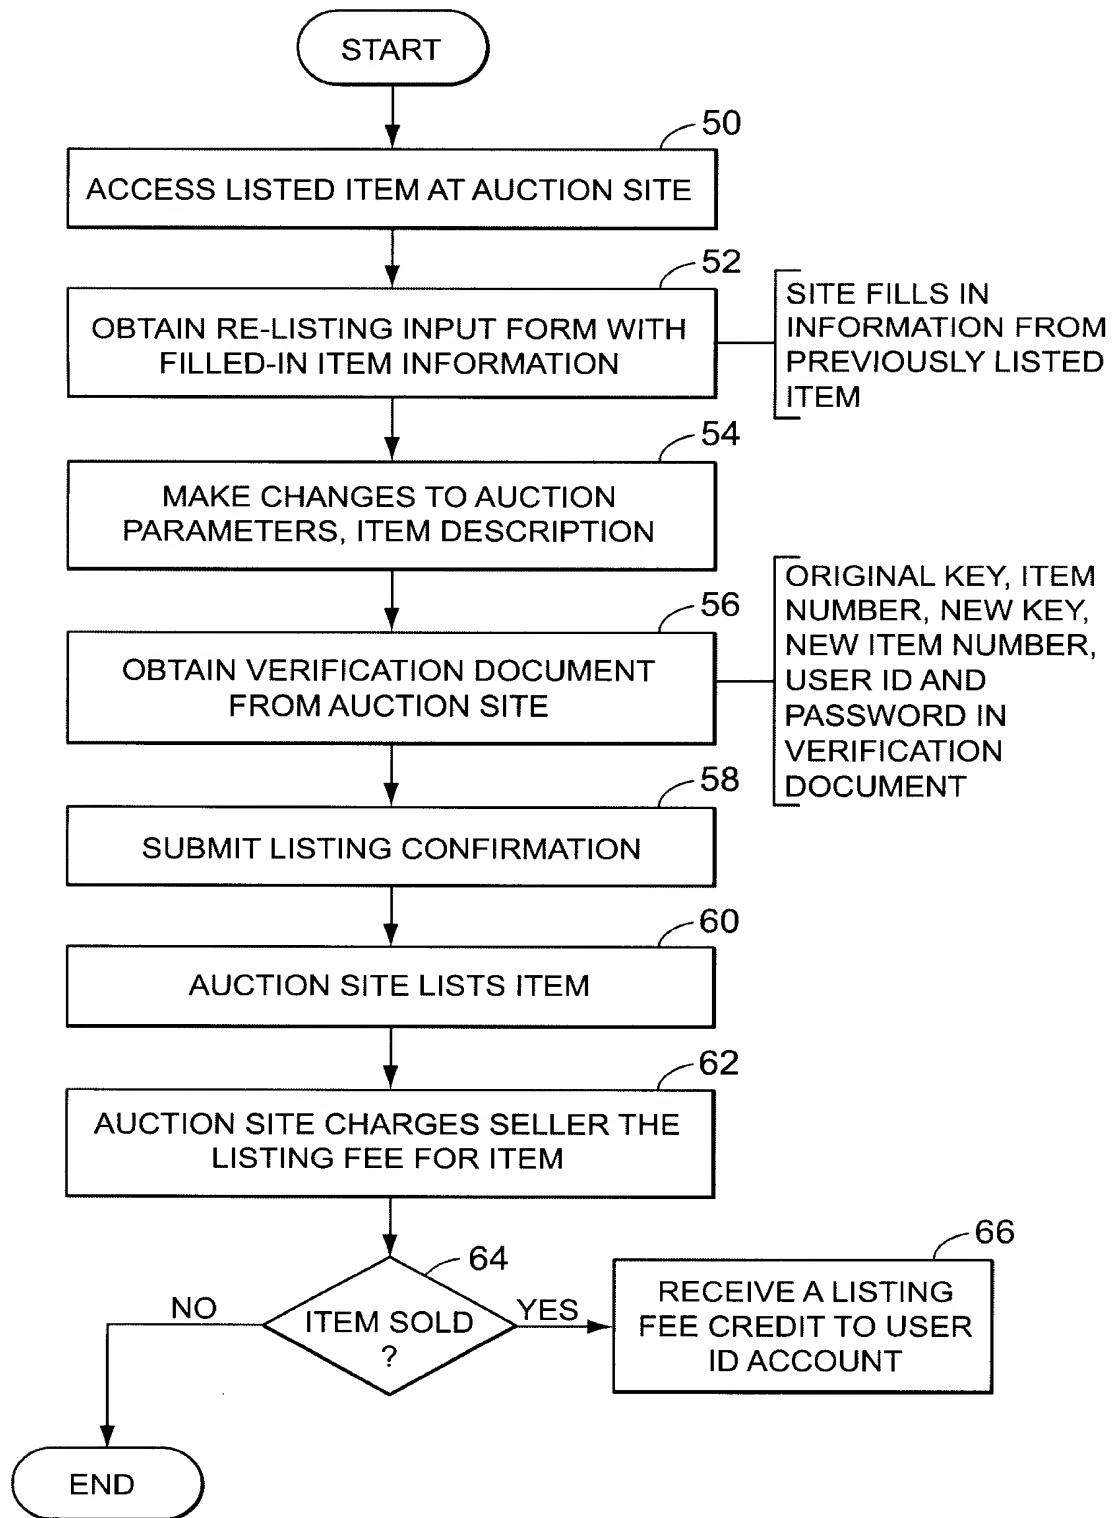 START
50
ACCESS LISTED ITEM AT AUCTION SITE
52
OBTAIN RE-LISTING INPUT FORM WITH
FILLED-IN ITEM INFORMATION
SITE FILLS IN
INFORMATION FROM
PREVIOUSLY LISTED
ITEM
54
MAKE CHANGES TO AUCTION
PARAMETERS, ITEM DESCRIPTION
56
OBTAIN VERIFICATION DOCUMENT
FROM AUCTION SITE
ORIGINAL KEY, ITEM
NUMBER, NEW KEY,
NEW ITEM NUMBER,
USER ID AND
PASSWORD IN
VERIFICATION
DOCUMENT
58
SUBMIT LISTING CONFIRMATION
60
AUCTION SITE LISTS ITEM
62
AUCTION SITE CHARGES SELLER THE
LISTING FEE FOR ITEM
64
ITEM SOLD
?
NO
YES
66
RECEIVE A LISTING
FEE CREDIT TO USER
ID ACCOUNT
END